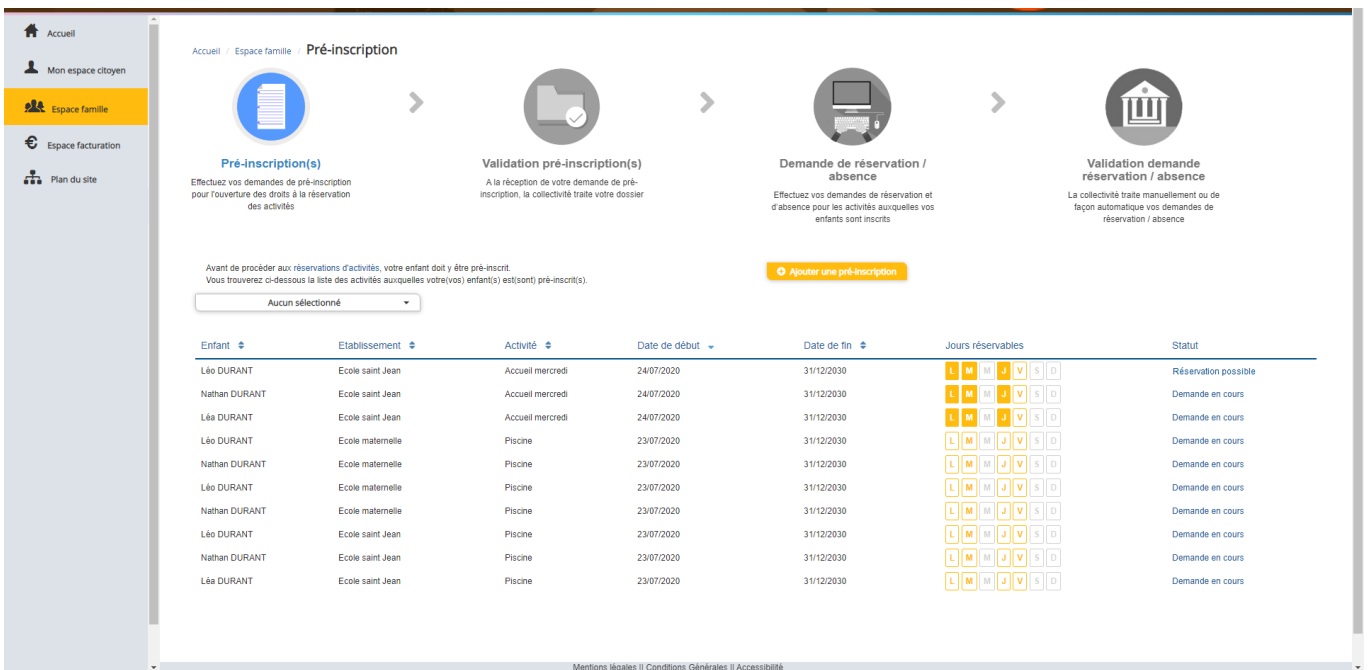 Accueil
Mon espace citoyen
Espace famille
Espace facturation
Plan du site
Accueil / Espace famille / Pré-inscription
Pré-inscription(s)
Effectuez vos demandes de pré-inscription
pour l'ouverture des droits à la réservation
des activités
Validation pré-inscription(s)
A la réception de votre demande de pré-
inscription, la collectivité traite votre dossier
Demande de réservation /
absence
Effectuez vos demandes de réservation et
d'absence pour les activités auxquelles vos
enfants sont inscrits
Validation demande
réservation / absence
La collectivité traite manuellement ou de
façon automatique vos demandes de
réservation / absence
Avant de procéder aux réservations d'activités, votre enfant doit y être pré-inscrit.
Vous trouverez ci-dessous la liste des activités auxquelles votre(vos) enfant(s) est(sont) pré-inscrit(s).
Ajouter une pré-inscription
Aucun sélectionné
Enfant Etablissement Activité Date de début Date de fin Jours réservables Statut
Léo DURANT Ecole saint Jean Accueil mercredi 24/07/2020 31/12/2030 L M M J V S D Réservation possible
Nathan DURANT Ecole saint Jean Accueil mercredi 24/07/2020 31/12/2030 L M M J V S D Demande en cours
Léa DURANT Ecole saint Jean Accueil mercredi 24/07/2020 31/12/2030 L M M J V S D Demande en cours
Léo DURANT Ecole maternelle Piscine 23/07/2020 31/12/2030 L M M J V S D Demande en cours
Nathan DURANT Ecole maternelle Piscine 23/07/2020 31/12/2030 L M M J V S D Demande en cours
Léo DURANT Ecole maternelle Piscine 23/07/2020 31/12/2030 L M M J V S D Demande en cours
Nathan DURANT Ecole maternelle Piscine 23/07/2020 31/12/2030 L M M J V S D Demande en cours
Léo DURANT Ecole saint Jean Piscine 23/07/2020 31/12/2030 L M M J V S D Demande en cours
Nathan DURANT Ecole saint Jean Piscine 23/07/2020 31/12/2030 L M M J V S D Demande en cours
Léa DURANT Ecole saint Jean Piscine 23/07/2020 31/12/2030 L M M J V S D Demande en cours
Mentions légales || Conditions Générales || Accessibilité